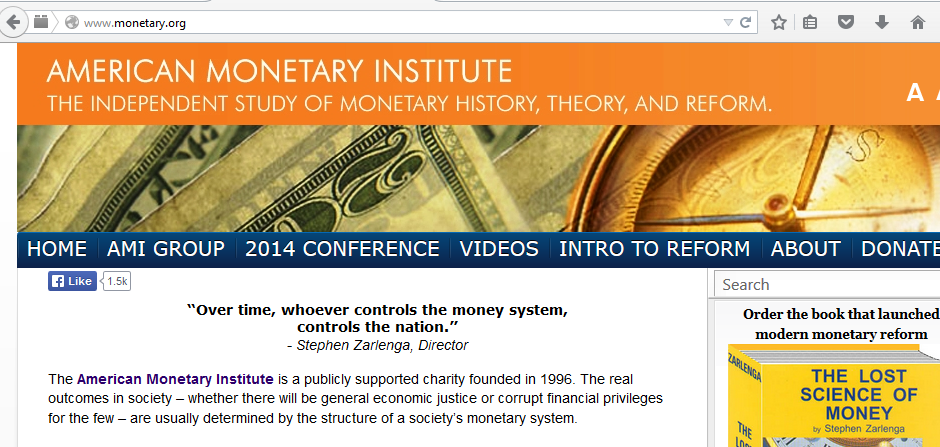 www.monetary.org
AMERICAN MONETARY INSTITUTE
THE INDEPENDENT STUDY OF MONETARY HISTORY, THEORY, AND REFORM.
A A
HOME AMI GROUP 2014 CONFERENCE VIDEOS INTRO TO REFORM ABOUT DONATE
Like 1.5k
Search
“Over time, whoever controls the money system,
controls the nation.”
- Stephen Zarlenga, Director
The American Monetary Institute is a publicly supported charity founded in 1996. The real
outcomes in society – whether there will be general economic justice or corrupt financial privileges
for the few – are usually determined by the structure of a society’s monetary system.
Order the book that launched
modern monetary reform
ZARLENGA
THE LOST
SCIENCE OF
MONEY
by Stephen Zarlenga
THE
LOST